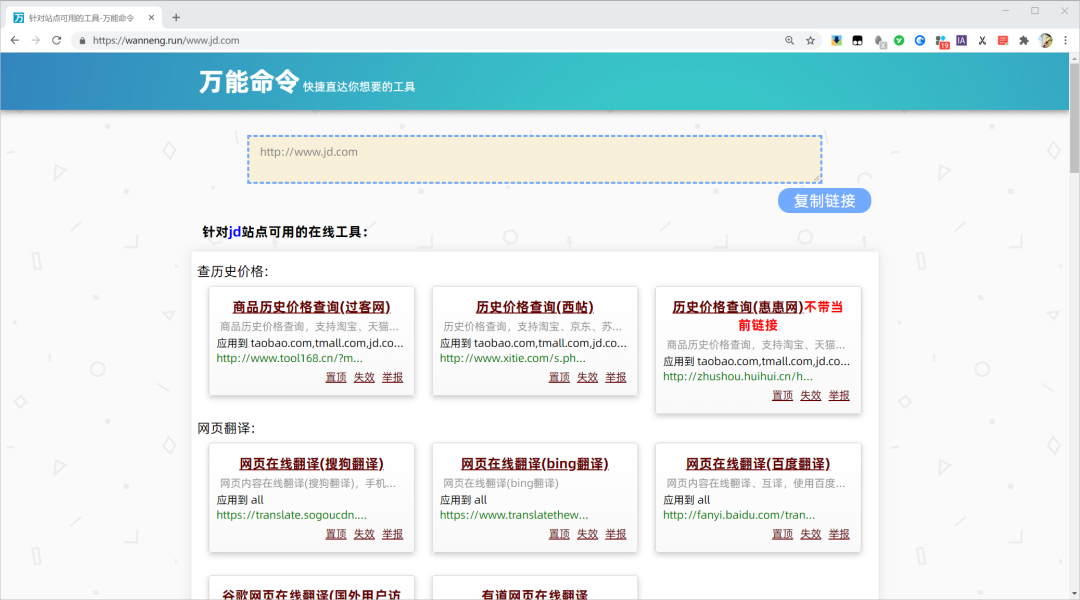 针对站点可用的工具-万能命令
https://wanneng.run/www.jd.com
万能命令 快捷直达你想要的工具
http://www.jd.com
复制链接
针对jd站点可用的在线工具：
查历史价格：
商品历史价格查询(过客网)
商品历史价格查询，支持淘宝、天猫...
应用到 taobao.com,tmall.com,jd.co...
http://www.tool168.cn/?m...
置顶 失效 举报
历史价格查询(西帖)
历史价格查询，支持淘宝、京东、苏...
应用到 taobao.com,tmall.com,jd.co...
http://www.xitie.com/s.ph...
置顶 失效 举报
历史价格查询(惠惠网)不带当
前链接
商品历史价格查询，支持淘宝、天猫...
应用到 taobao.com,tmall.com,jd.co...
http://zhushou.huihui.cn/h...
置顶 失效 举报
网页翻译：
网页在线翻译(搜狗翻译)
网页内容在线翻译(搜狗翻译)，手机...
应用到 all
https://translate.sogoucdn....
置顶 失效 举报
网页在线翻译(bing翻译)
网页在线翻译(bing翻译)
应用到 all
https://www.translatethew...
置顶 失效 举报
网页在线翻译(百度翻译)
网页内容在线翻译、互译，使用百度...
应用到 all
http://fanyi.baidu.com/tran...
置顶 失效 举报
谷歌网页在线翻译(国外用户访
有道网页在线翻译